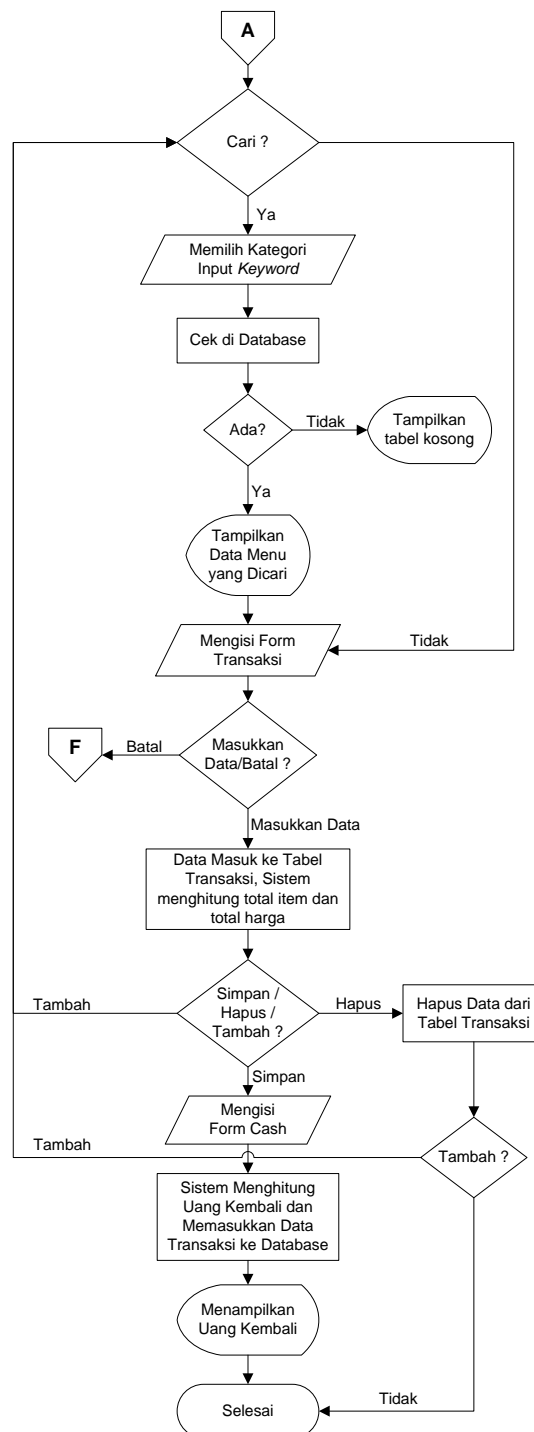 A
Cari ?
Ya
Memilih Kategori
Input Keyword
Cek di Database
Ada?
Tidak
Tampilkan
tabel kosong
Ya
Tampilkan
Data Menu
yang Dicari
Mengisi Form
Transaksi
Tidak
F
Batal
Masukkan
Data/Batal ?
Masukkan Data
Data Masuk ke Tabel
Transaksi, Sistem
menghitung total item dan
total harga
Tambah
Simpan /
Hapus /
Tambah ?
Hapus
Hapus Data dari
Tabel Transaksi
Simpan
Mengisi
Form Cash
Tambah
Tambah ?
Sistem Menghitung
Uang Kembali dan
Memasukkan Data
Transaksi ke Database
Menampilkan
Uang Kembali
Tidak
Selesai